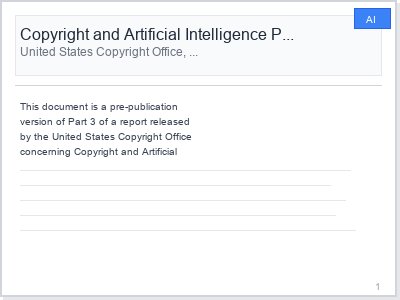 AI
Copyright and Artificial Intelligence P...
United States Copyright Office, ...
This document is a pre-publication
version of Part 3 of a report released
by the United States Copyright Office
concerning Copyright and Artificial
1